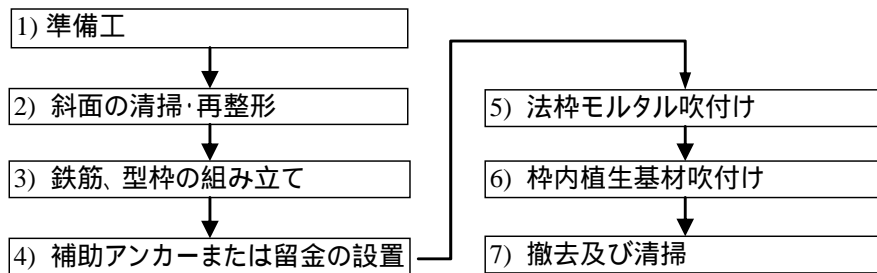 1) 準備工
2) 斜面の清掃･再整形
3) 鉄筋、型枠の組み立て
4) 補助アンカーまたは留金の設置
5) 法枠モルタル吹付け
6) 枠内植生基材吹付け
7) 撤去及び清掃